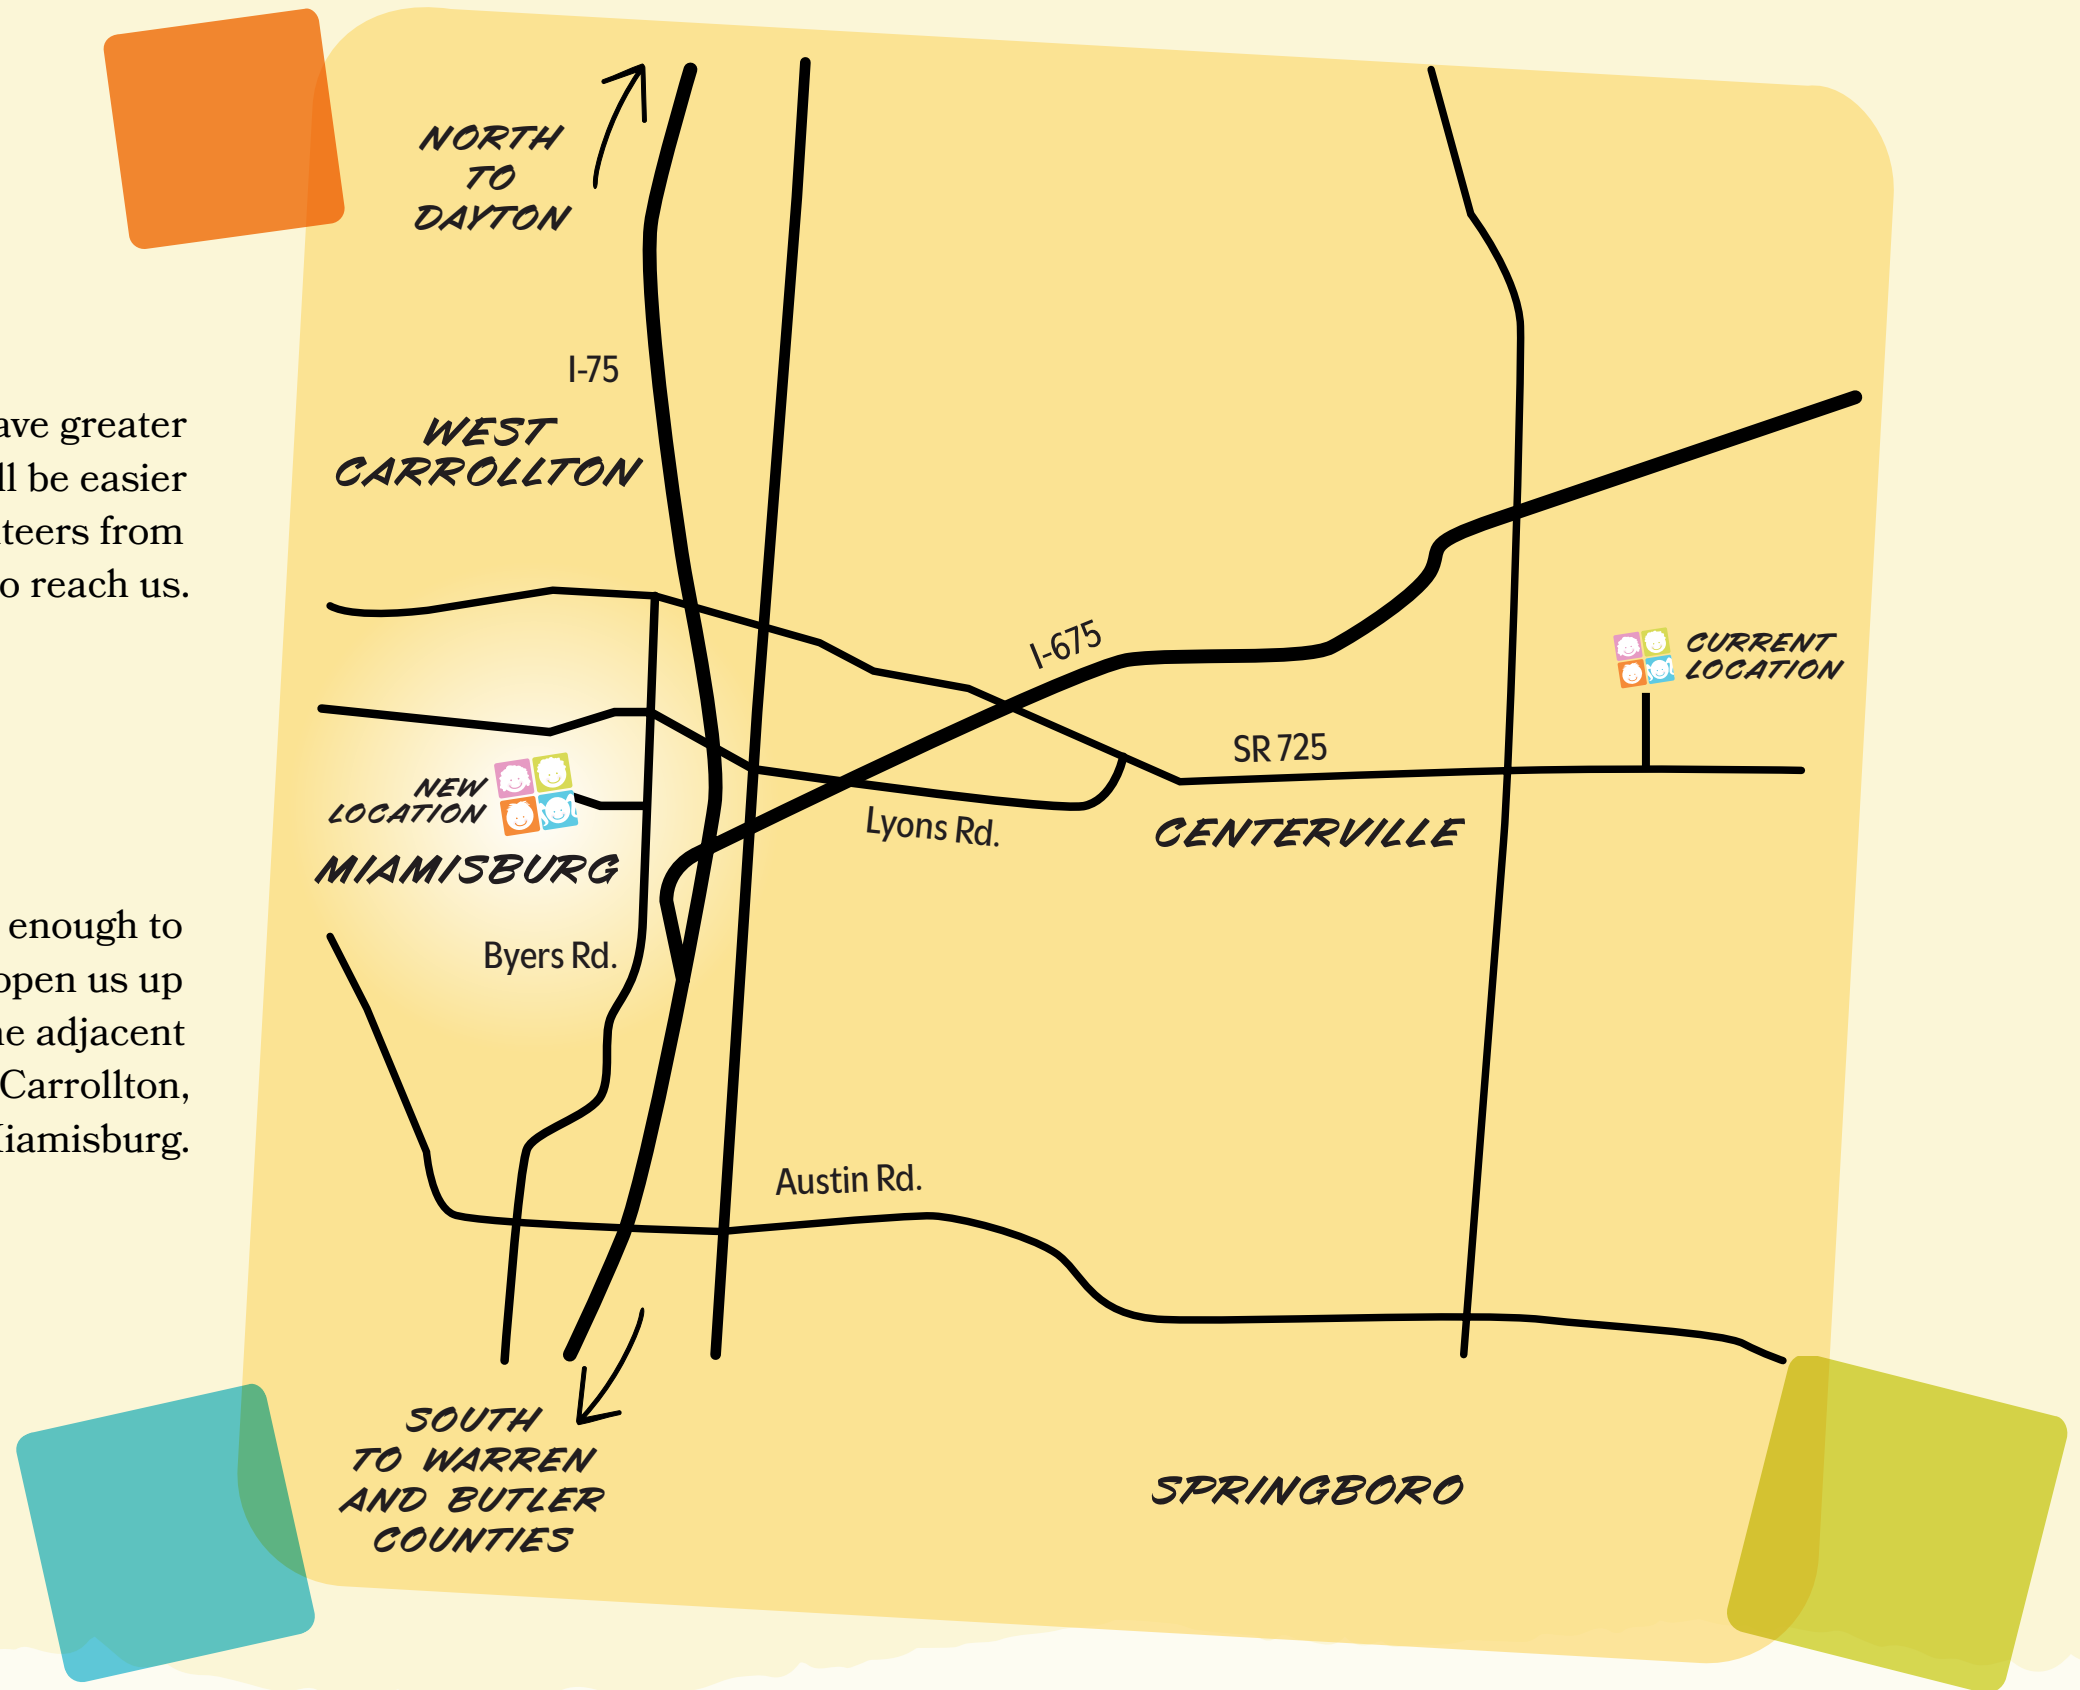 ave greater
ll be easier
teers from
o reach us.
enough to
open us up
he adjacent
Carrollton,
iamisburg.
NORTH
TO
DAYTON
I-75
WEST
CARROLLTON
I-675
CURRENT
LOCATION
SR 725
NEW
LOCATION
Lyons Rd.
CENTERVILLE
MIAMISBURG
Byers Rd.
Austin Rd.
SOUTH
TO WARREN
AND BUTLER
COUNTIES
SPRINGBORO